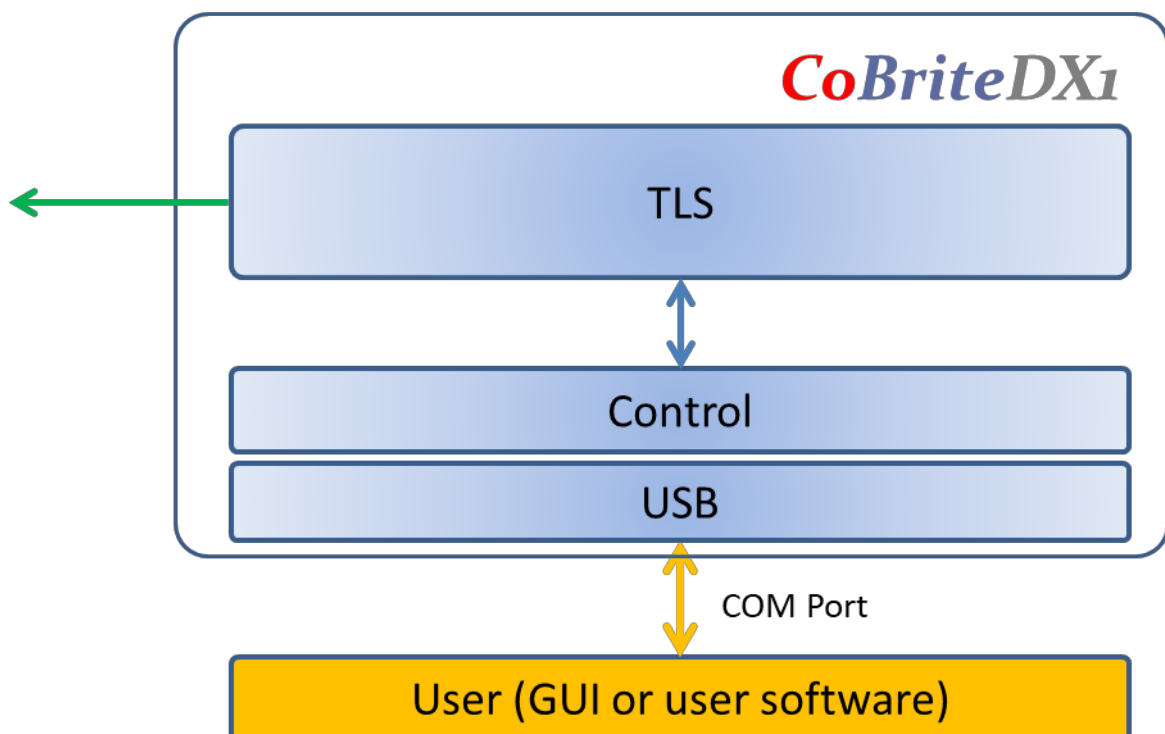 CoBriteDX1
TLS
Control
USB
COM Port
User (GUI or user software)